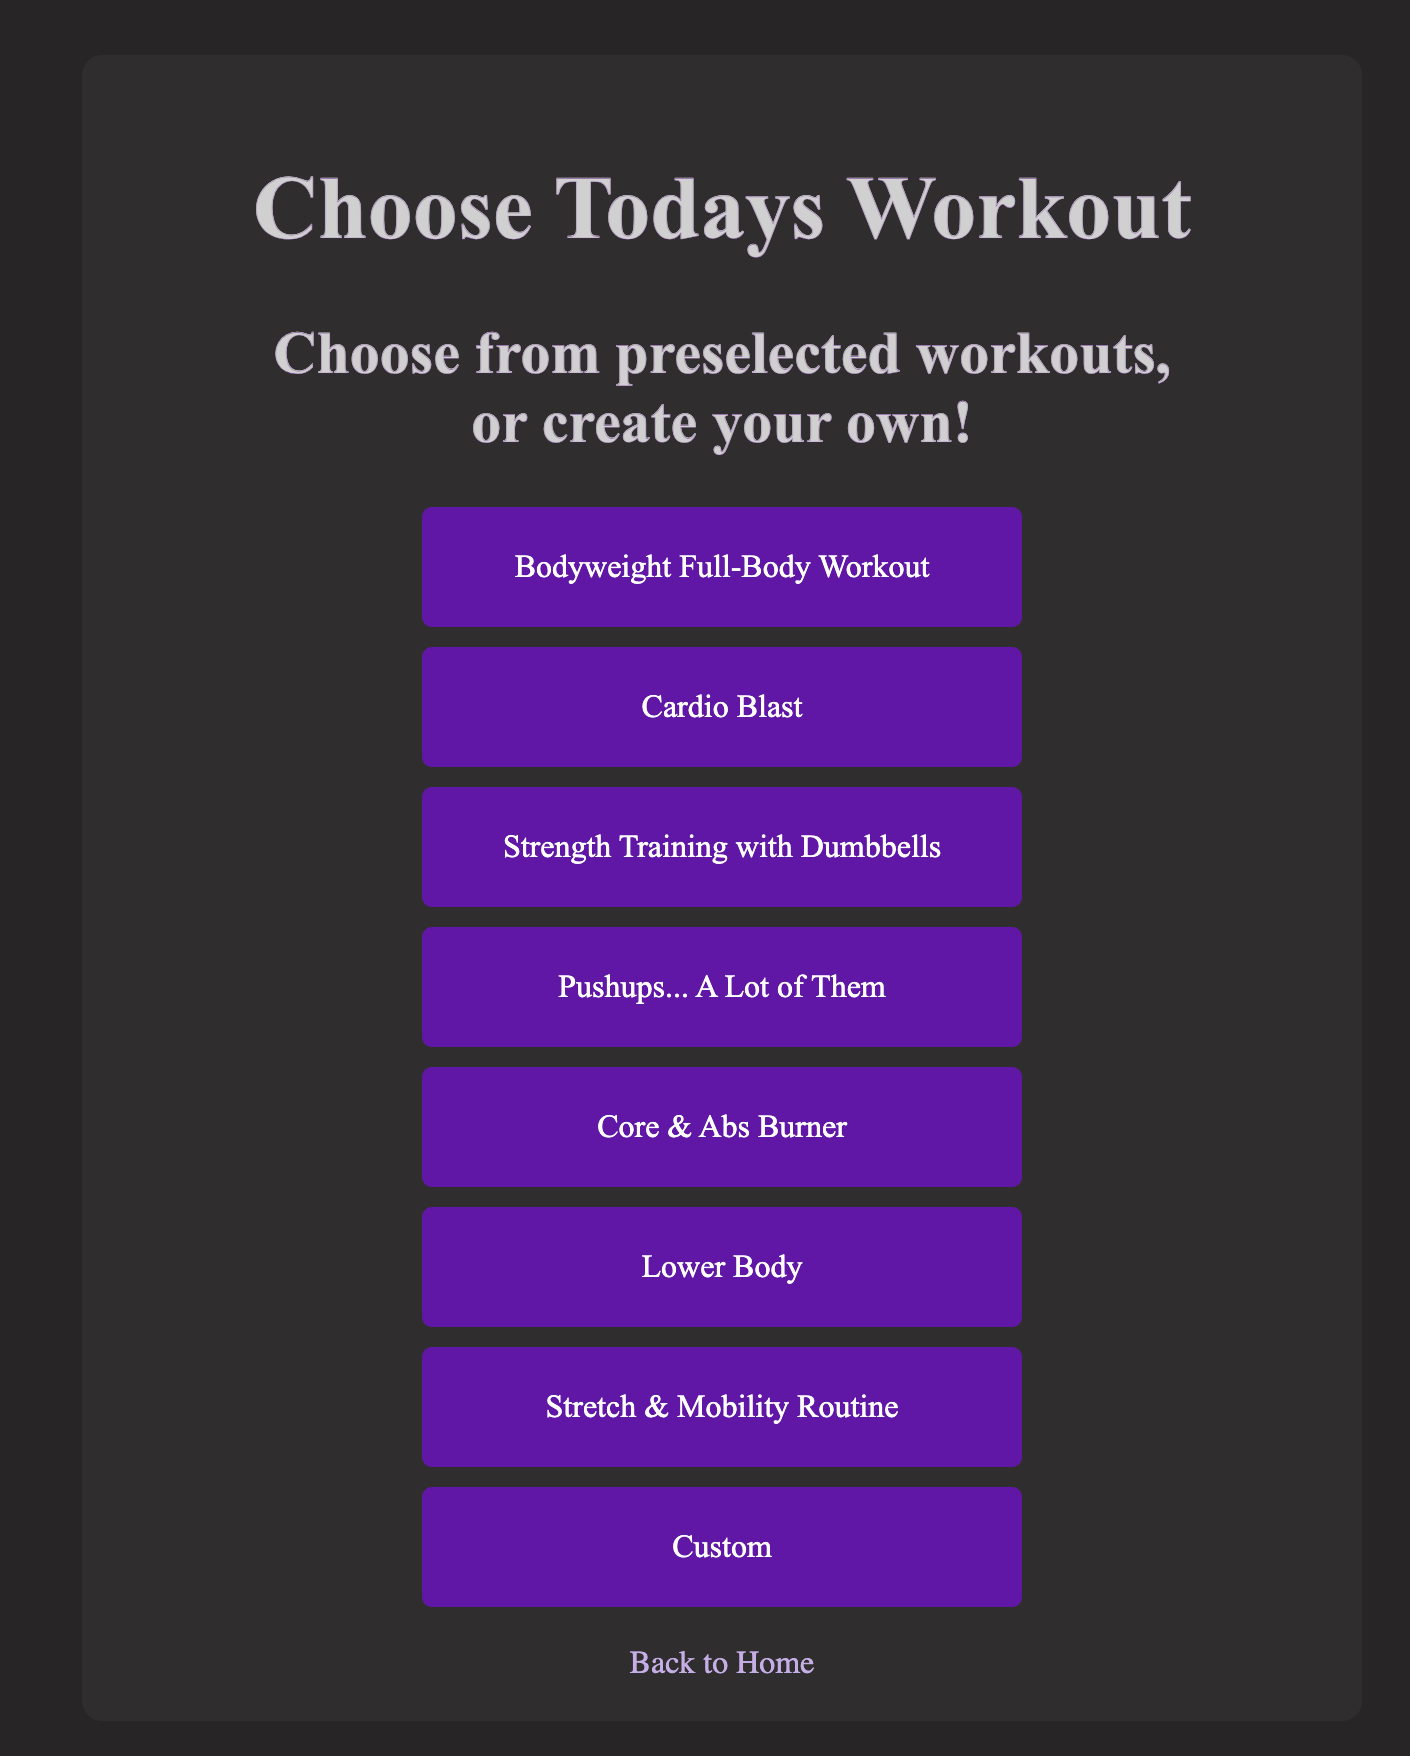 Choose Todays Workout
Choose from preselected workouts,
or create your own!
Bodyweight Full-Body Workout
Cardio Blast
Strength Training with Dumbbells
Pushups... A Lot of Them
Core & Abs Burner
Lower Body
Stretch & Mobility Routine
Custom
Back to Home